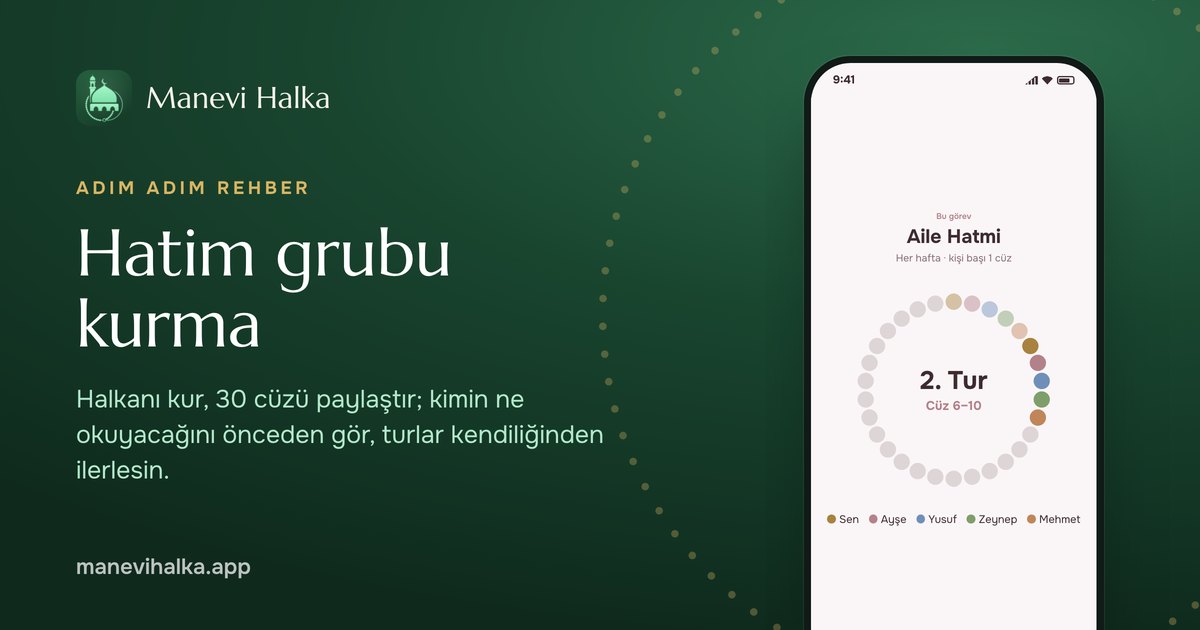 Manevi Halka
ADIM ADIM REHBER
Hatim grubu
kurma
Halkanı kur, 30 cüzü paylaştır; kimin ne
okuyacağını önceden gör, turlar kendiliğinden
ilerlesin.
manevihalka.app
9:41
Bu görev
Aile Hatmi
Her hafta · kişi başı 1 cüz
2. Tur
Cüz 6–10
Sen Ayşe Yusuf Zeynep Mehmet